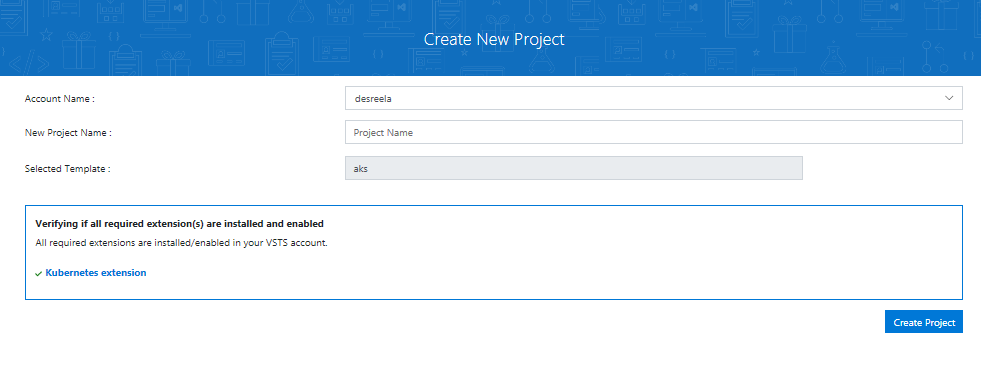 Create New Project
Account Name :
desreela
New Project Name :
Project Name
Selected Template :
aks
Verifying if all required extension(s) are installed and enabled
All required extensions are installed/enabled in your VSTS account.
Kubernetes extension
Create Project